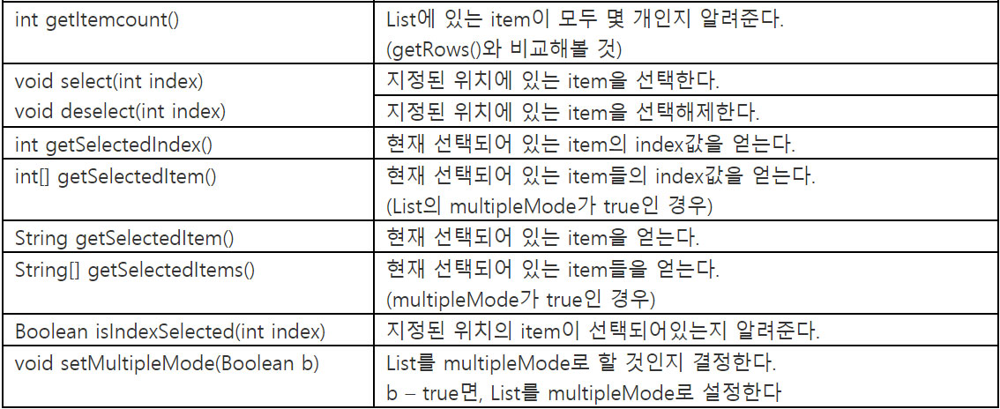 int getItemcount()
List에 있는 item이 모두 몇 개인지 알려준다.
(getRows()와 비교해볼 것)
void select(int index)
지정된 위치에 있는 item을 선택한다.
void deselect(int index)
지정된 위치에 있는 item을 선택해제한다.
int getSelectedIndex()
현재 선택되어 있는 item의 index값을 얻는다.
int[] getSelectedItem()
현재 선택되어 있는 item들의 index값을 얻는다.
(List의 multipleMode가 true인 경우)
String getSelectedItem()
현재 선택되어 있는 item을 얻는다.
String[] getSelectedItems()
현재 선택되어 있는 item들을 얻는다.
(multipleMode가 true인 경우)
Boolean isIndexSelected(int index)
지정된 위치의 item이 선택되어있는지 알려준다.
void setMultipleMode(Boolean b)
List를 multipleMode로 할 것인지 결정한다.
b – true면, List를 multipleMode로 설정한다